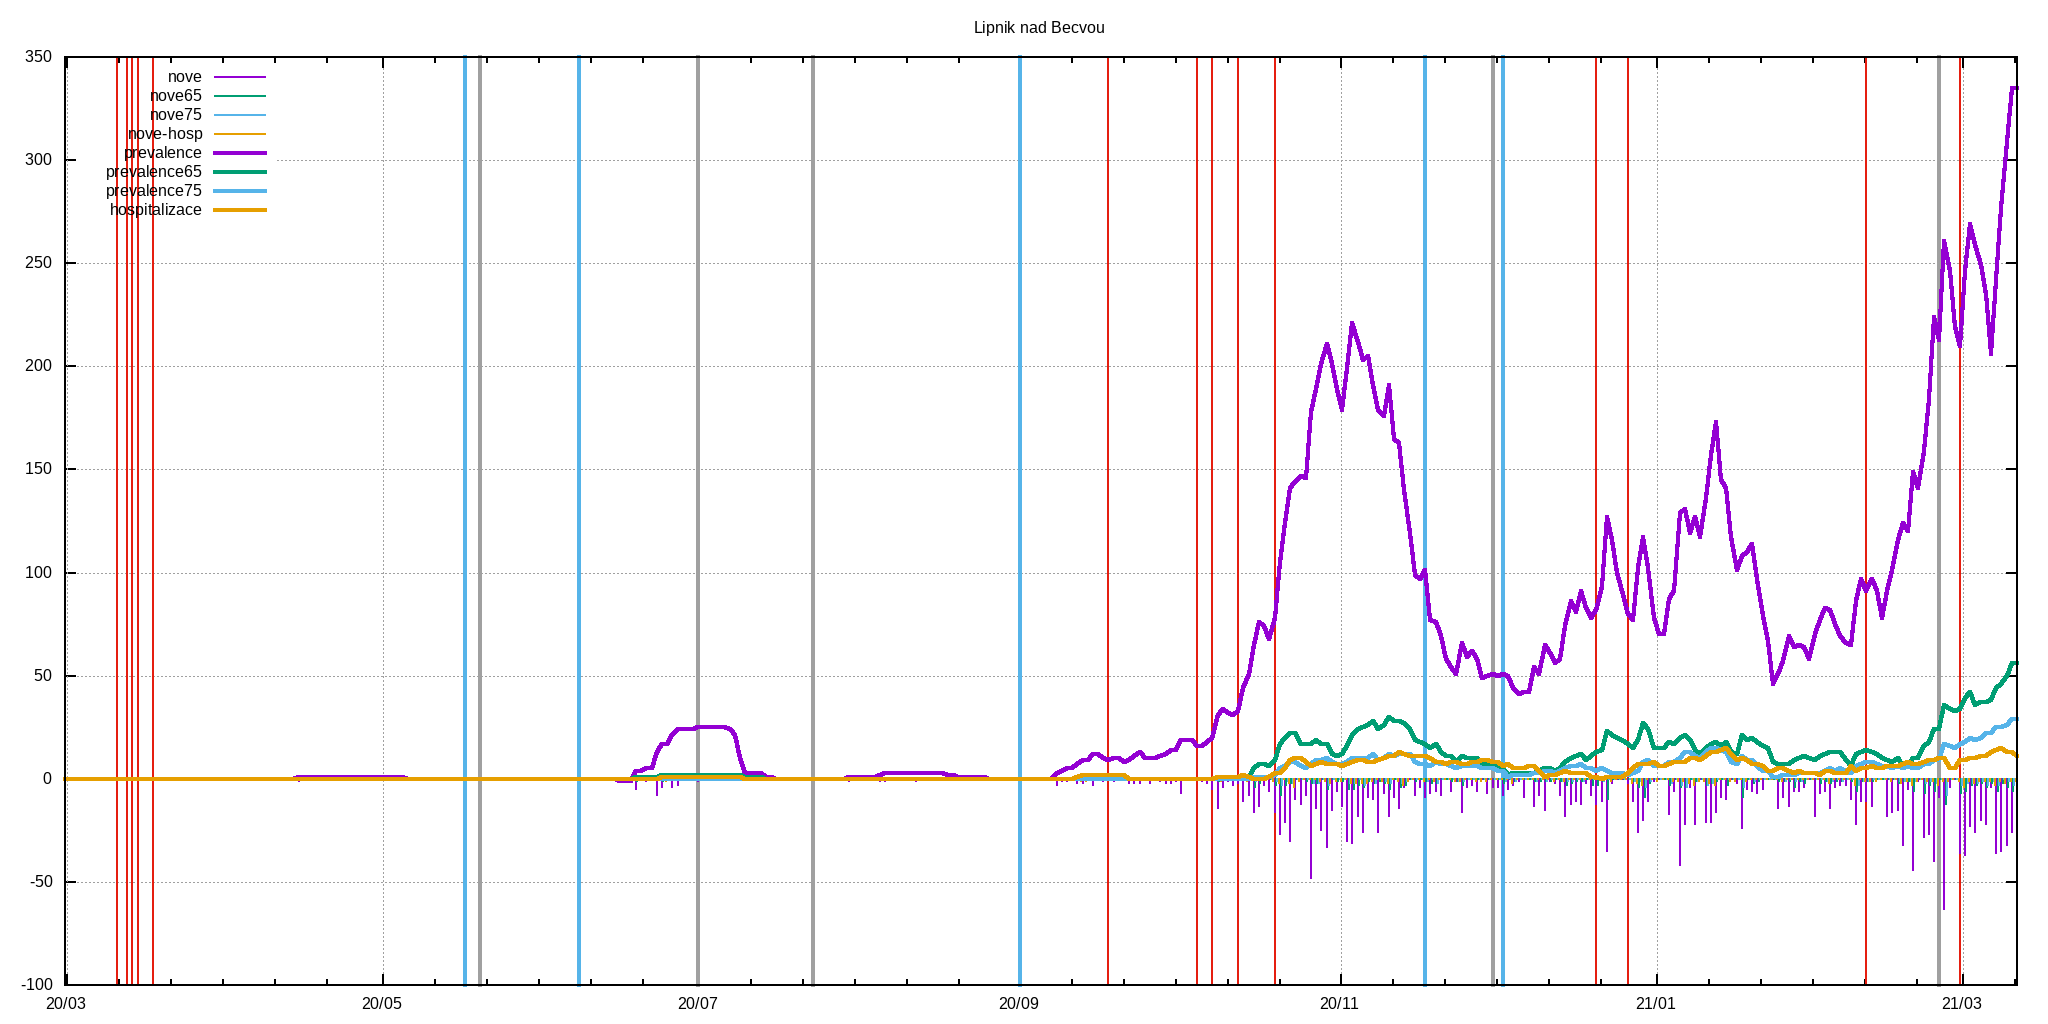 Lipnik nad Becvou
350
300
250
200
150
100
50
0
-50
-100
nove
nove65
nove75
nove-hosp
prevalence
prevalence65
prevalence75
hospitalizace
20/03 20/05 20/07 20/09 20/11 21/01 21/03